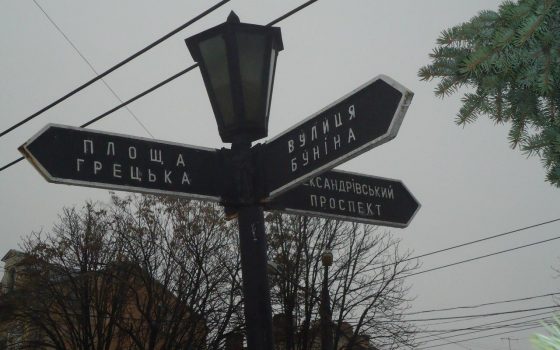 ПЛОЩА
ГРЕЦЬКА
ВУЛИЦЯ
БУНІНА
ЕКСАНДРІВСЬКИЙ
ПРОСПЕКТ